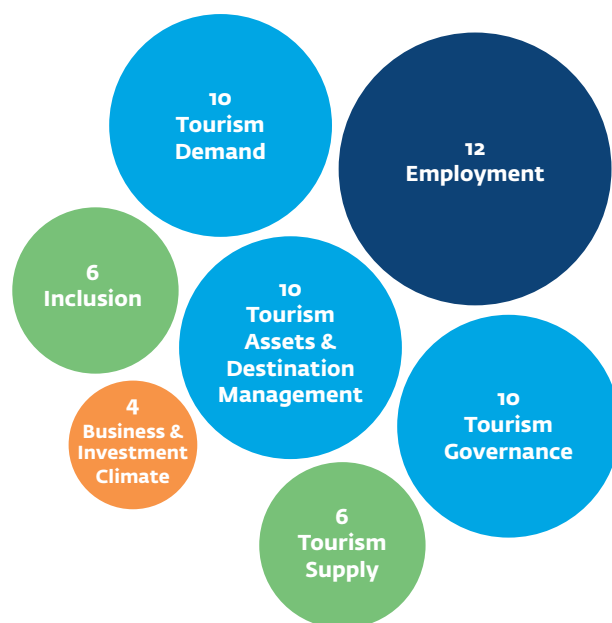 10
Tourism
Demand
12
Employment
6
Inclusion
10
Tourism
Assets &
Destination
Management
4
Business &
Investment
Climate
10
Tourism
Governance
6
Tourism
Supply